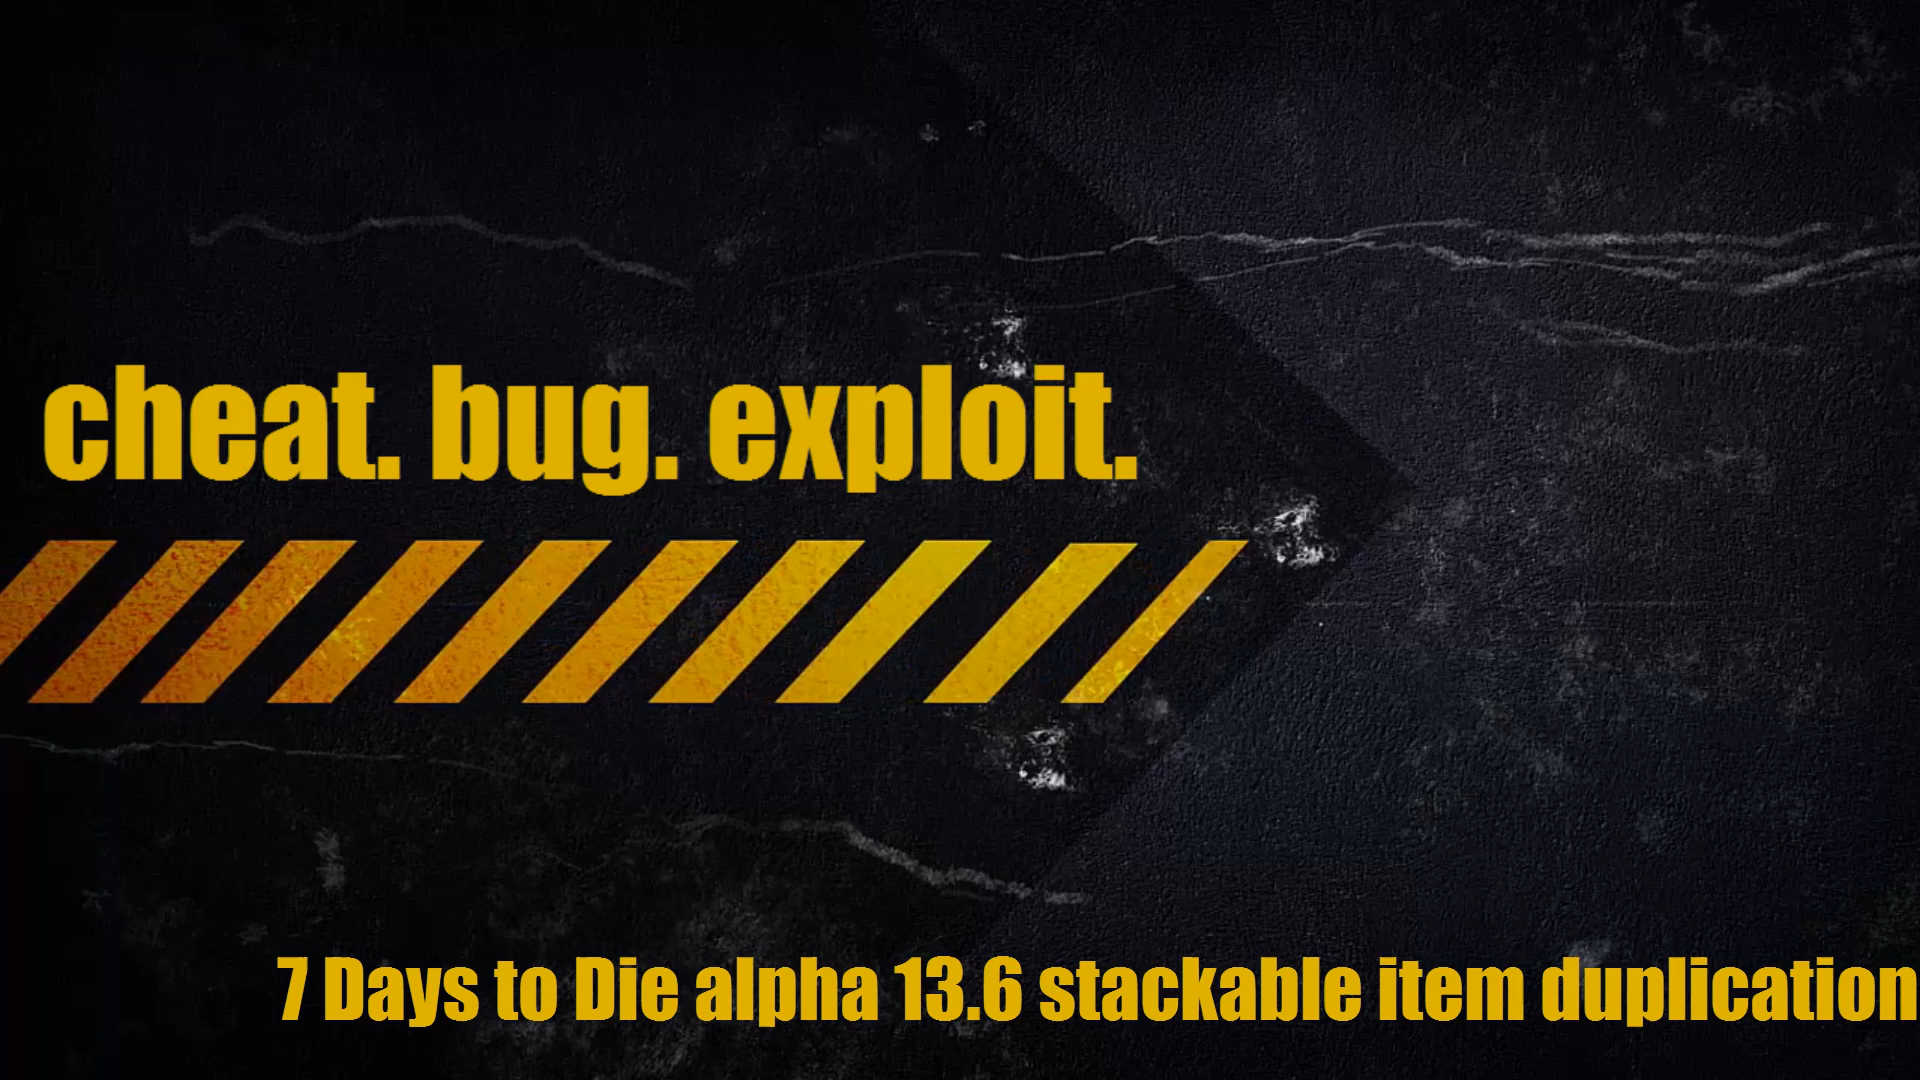 cheat. bug. exploit.
7 Days to Die alpha 13.6 stackable item duplication